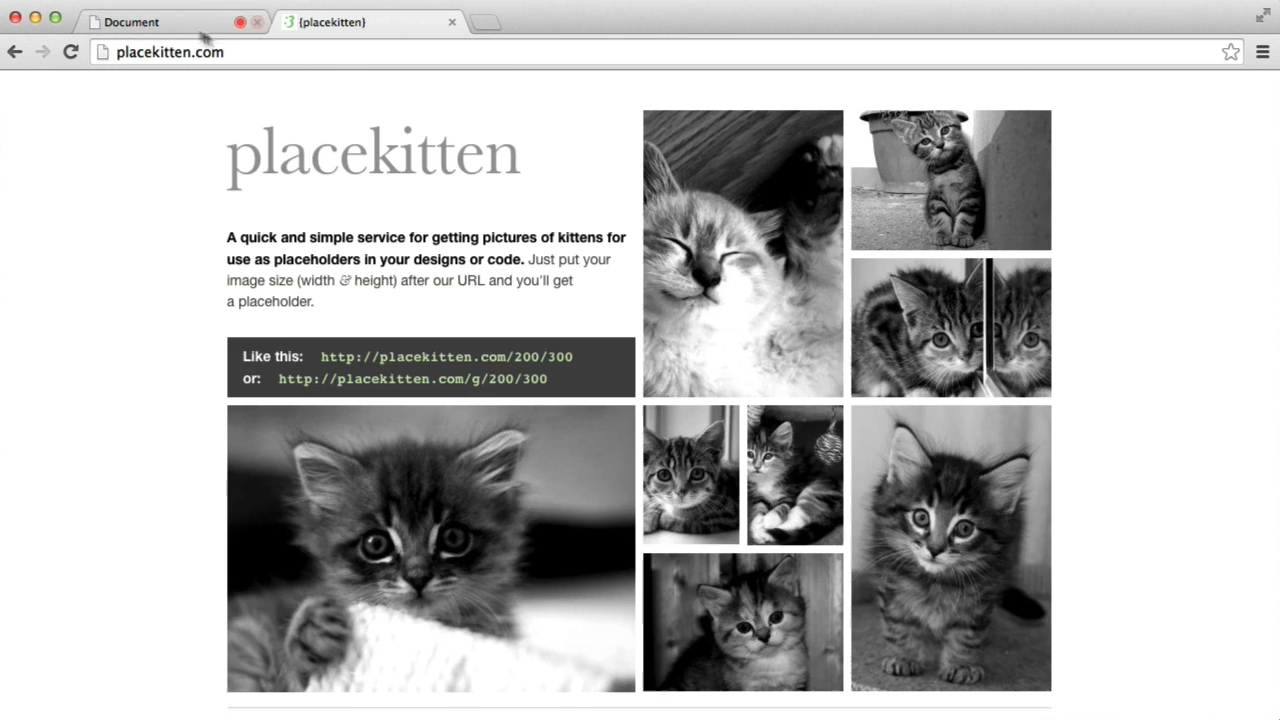 Document
{placekitten}
placekitten.com
placekitten
A quick and simple service for getting pictures of kittens for
use as placeholders in your designs or code. Just put your
image size (width & height) after our URL and you'll get
a placeholder.
Like this: http://placekitten.com/200/300
or: http://placekitten.com/g/200/300